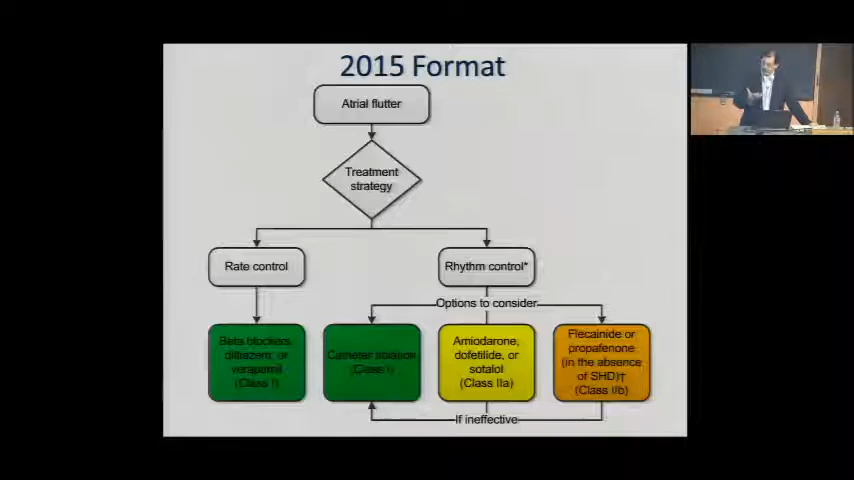 2015 Format
Atrial flutter
Treatment
strategy
Rate control
Rhythm control*
Options to consider
Beta blockers,
diltiazem, or
verapamil
(Class I)
Catheter ablation
(Class I)
Amiodarone,
dofetilide, or
sotalol
(Class IIa)
Flecainide or
propafenone
(in the absence
of SHD)†
(Class IIb)
If ineffective